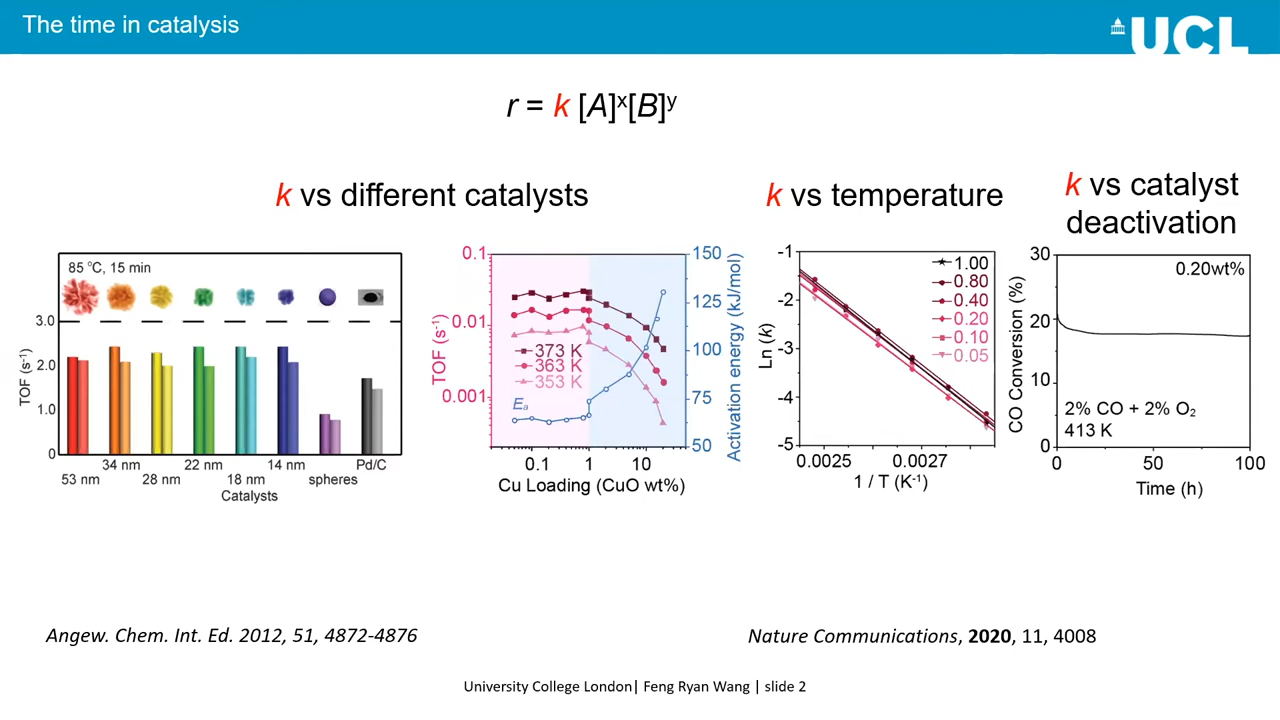 The time in catalysis
UCL
r = k [A]ˣ[B]ʸ
k vs different catalysts
k vs temperature
k vs catalyst
deactivation
85 °C, 15 min
3.0
2.0
1.0
0
TOF (s⁻¹)
53 nm
34 nm
28 nm
22 nm
18 nm
14 nm
spheres
Pd/C
Catalysts
0.1
0.01
0.001
TOF (s⁻¹)
373 K
363 K
353 K
Eₐ
150
125
100
75
50
Activation energy (kJ/mol)
0.1 1 10
Cu Loading (CuO wt%)
-1
-2
-3
-4
-5
Ln (k)
1.00
0.80
0.40
0.20
0.10
0.05
0.0025 0.0027
1 / T (K⁻¹)
30
20
10
0
CO Conversion (%)
0.20wt%
2% CO + 2% O₂
413 K
0 50 100
Time (h)
Angew. Chem. Int. Ed. 2012, 51, 4872-4876
Nature Communications, 2020, 11, 4008
University College London| Feng Ryan Wang | slide 2